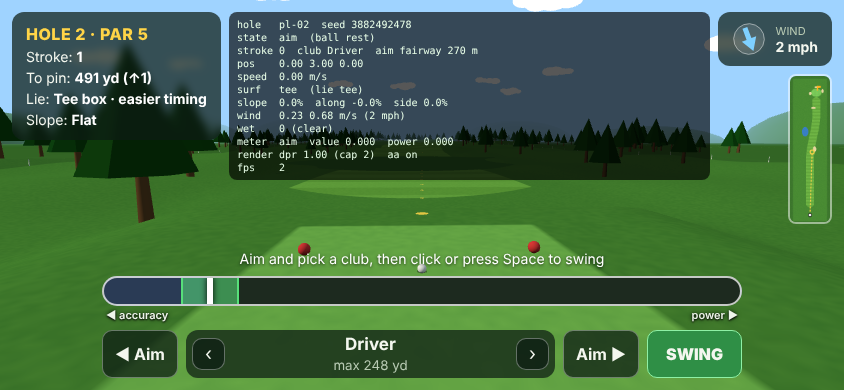 HOLE 2 · PAR 5
Stroke: 1
To pin: 491 yd (↑1)
Lie: Tee box · easier timing
Slope: Flat
hole pl-02 seed 3882492478
state aim (ball rest)
stroke 0 club Driver aim fairway 270 m
pos 0.00 3.00 0.00
speed 0.00 m/s
surf tee (lie tee)
slope 0.0% along -0.0% side 0.0%
wind 0.23 0.68 m/s (2 mph)
wet 0 (clear)
meter aim value 0.000 power 0.000
render dpr 1.00 (cap 2) aa on
fps 2
WIND
2 mph
Aim and pick a club, then click or press Space to swing
◀ accuracy
power ▶
◀ Aim
‹
Driver
max 248 yd
›
Aim ▶
SWING